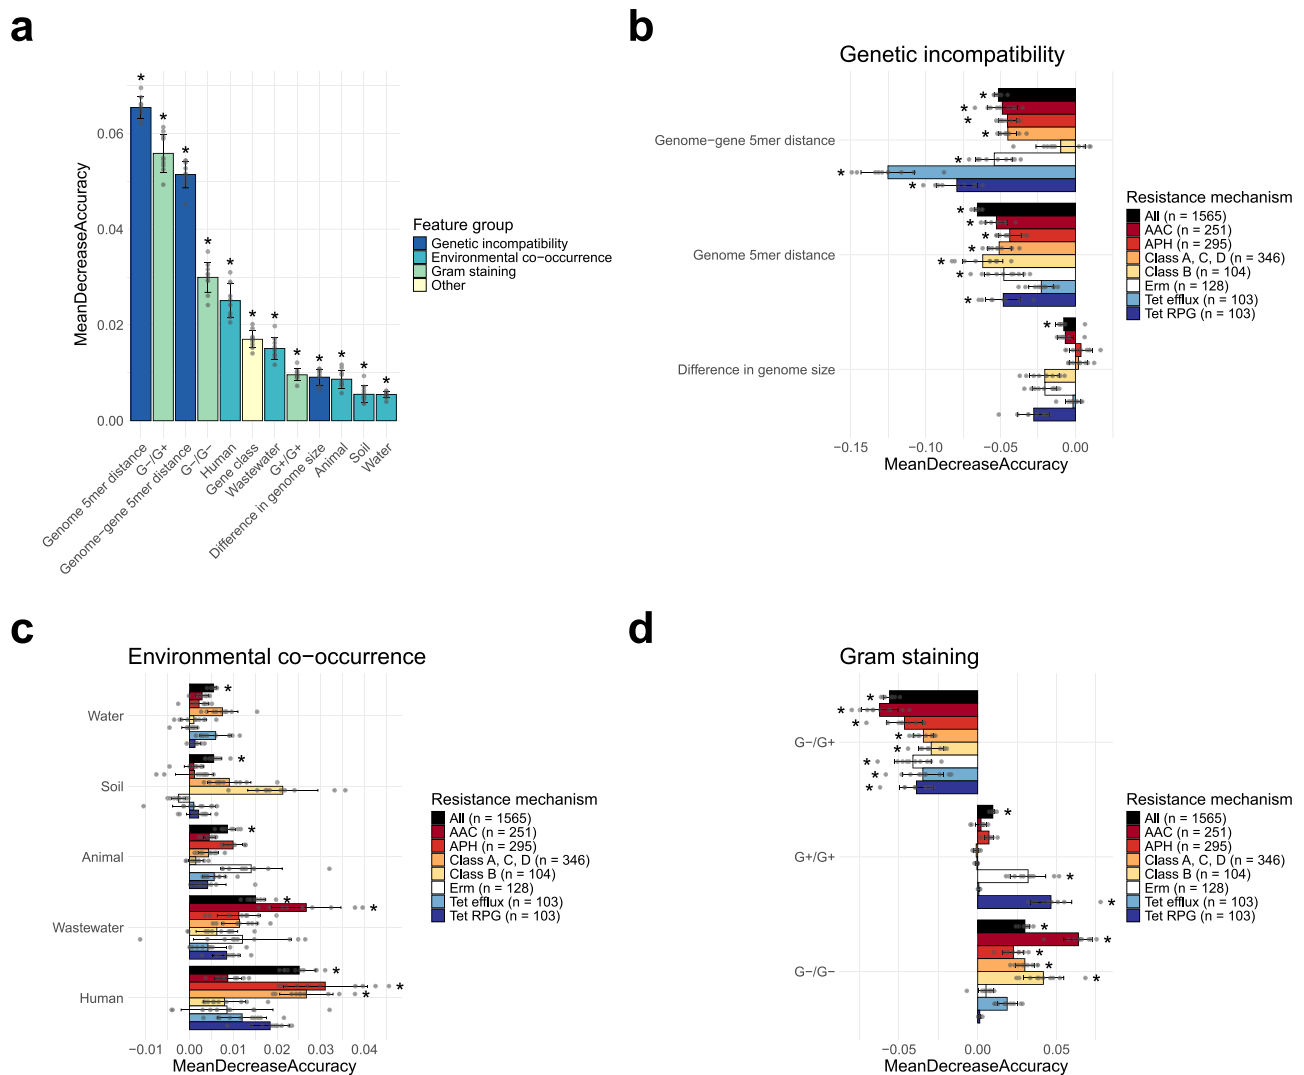 a
MeanDecreaseAccuracy
0.06
0.04
0.02
0.00
* * * * * * * * * * * *
Genome 5mer distance
G−/G+
Genome−gene 5mer distance
G−/G−
Human
Gene class
Wastewater
G+/G+
Difference in genome size
Animal
Soil
Water
Feature group
Genetic incompatibility
Environmental co−occurrence
Gram staining
Other
b
Genetic incompatibility
Genome−gene 5mer distance
* * * * * * *
Genome 5mer distance
* * * * * * *
Difference in genome size
*
−0.15 −0.10 −0.05 0.00
MeanDecreaseAccuracy
Resistance mechanism
All (n = 1565)
AAC (n = 251)
APH (n = 295)
Class A, C, D (n = 346)
Class B (n = 104)
Erm (n = 128)
Tet efflux (n = 103)
Tet RPG (n = 103)
c
Environmental co−occurrence
Water
*
Soil
*
Animal
*
Wastewater
* *
Human
* * *
−0.01 0.00 0.01 0.02 0.03 0.04
MeanDecreaseAccuracy
Resistance mechanism
All (n = 1565)
AAC (n = 251)
APH (n = 295)
Class A, C, D (n = 346)
Class B (n = 104)
Erm (n = 128)
Tet efflux (n = 103)
Tet RPG (n = 103)
d
Gram staining
G−/G+
* * * * * * * *
G+/G+
* * *
G−/G−
* * * * *
−0.05 0.00 0.05
MeanDecreaseAccuracy
Resistance mechanism
All (n = 1565)
AAC (n = 251)
APH (n = 295)
Class A, C, D (n = 346)
Class B (n = 104)
Erm (n = 128)
Tet efflux (n = 103)
Tet RPG (n = 103)